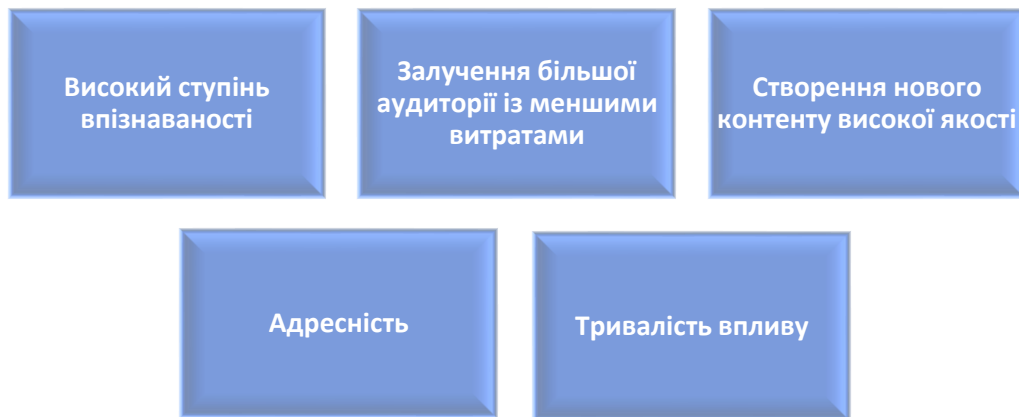 Високий ступінь
впізнаваності
Залучення більшої
аудиторії із меншими
витратами
Створення нового
контенту високої якості
Адресність
Тривалість впливу